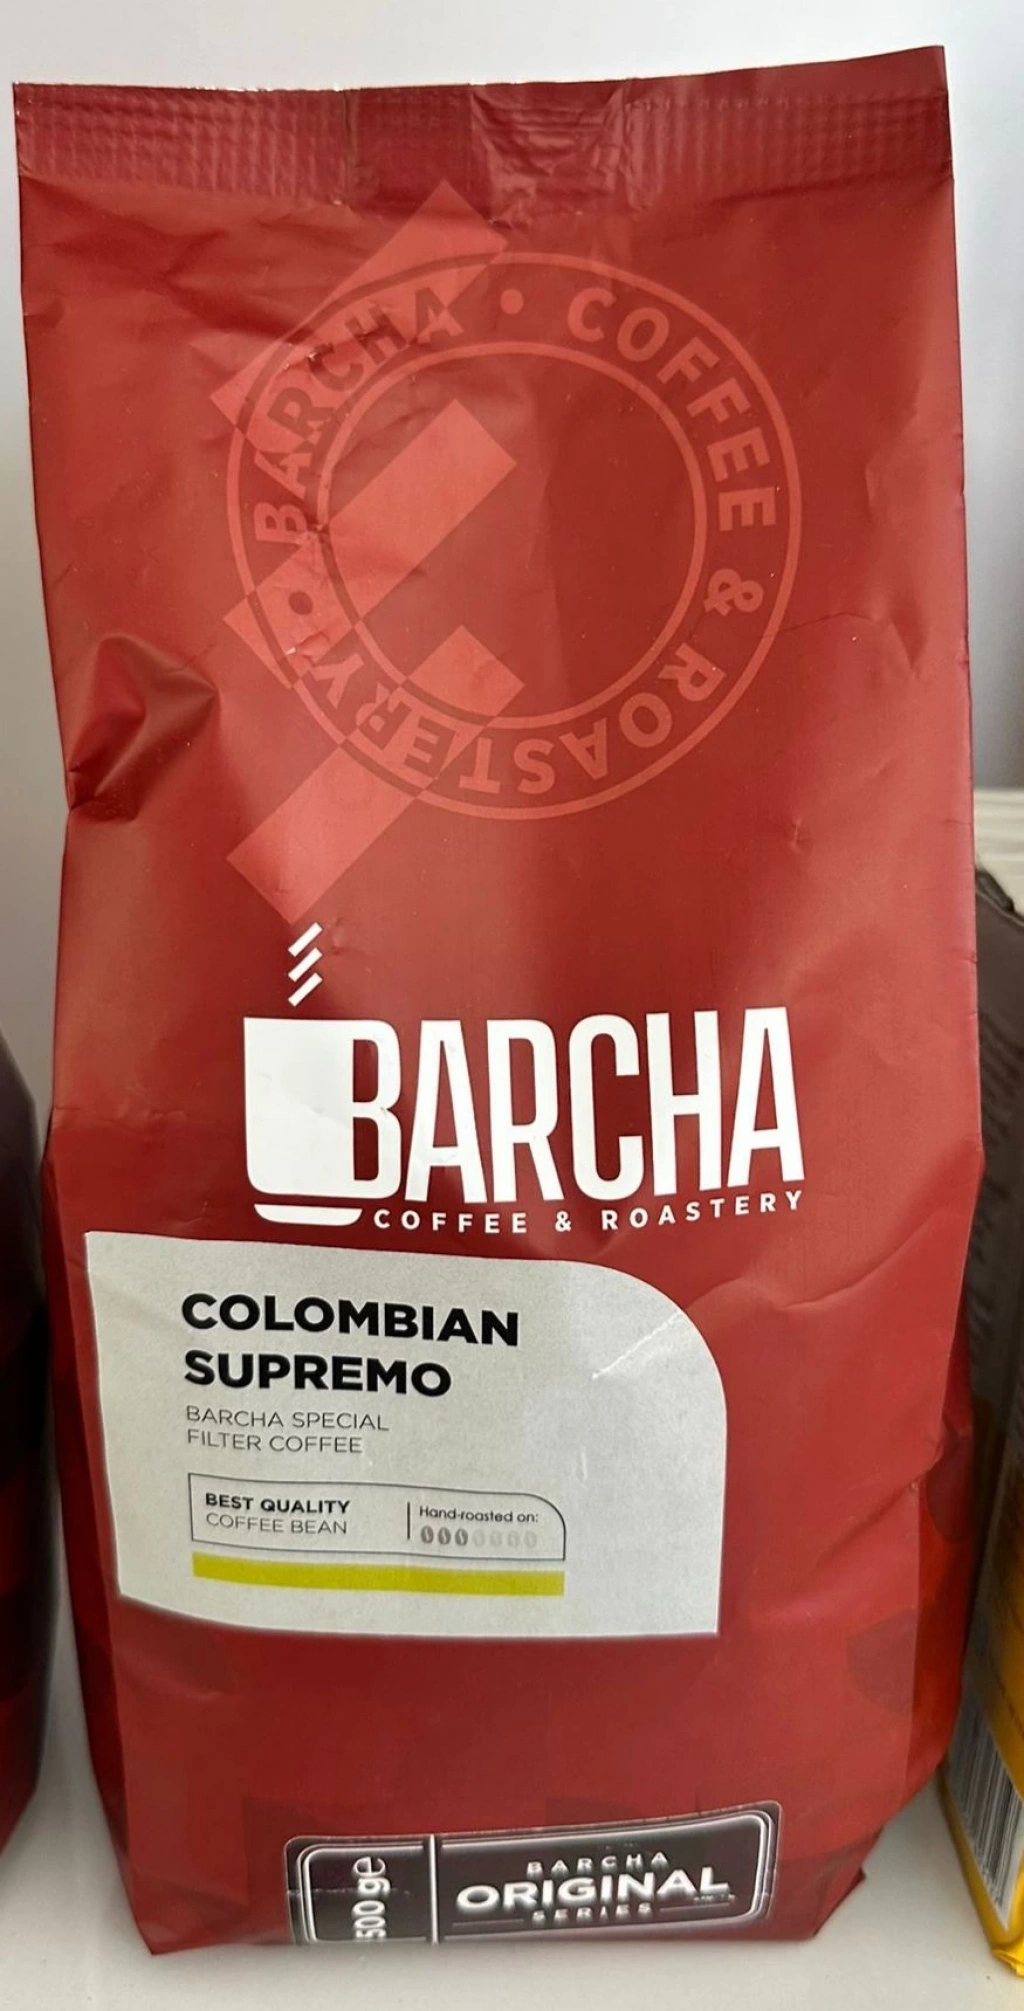 BARCHA • COFFEE & ROASTERY •
BARCHA
COFFEE & ROASTERY
COLOMBIAN
SUPREMO
BARCHA SPECIAL
FILTER COFFEE
BEST QUALITY
COFFEE BEAN
Hand-roasted on:
500 ge
BARCHA
ORIGINAL
SERIES